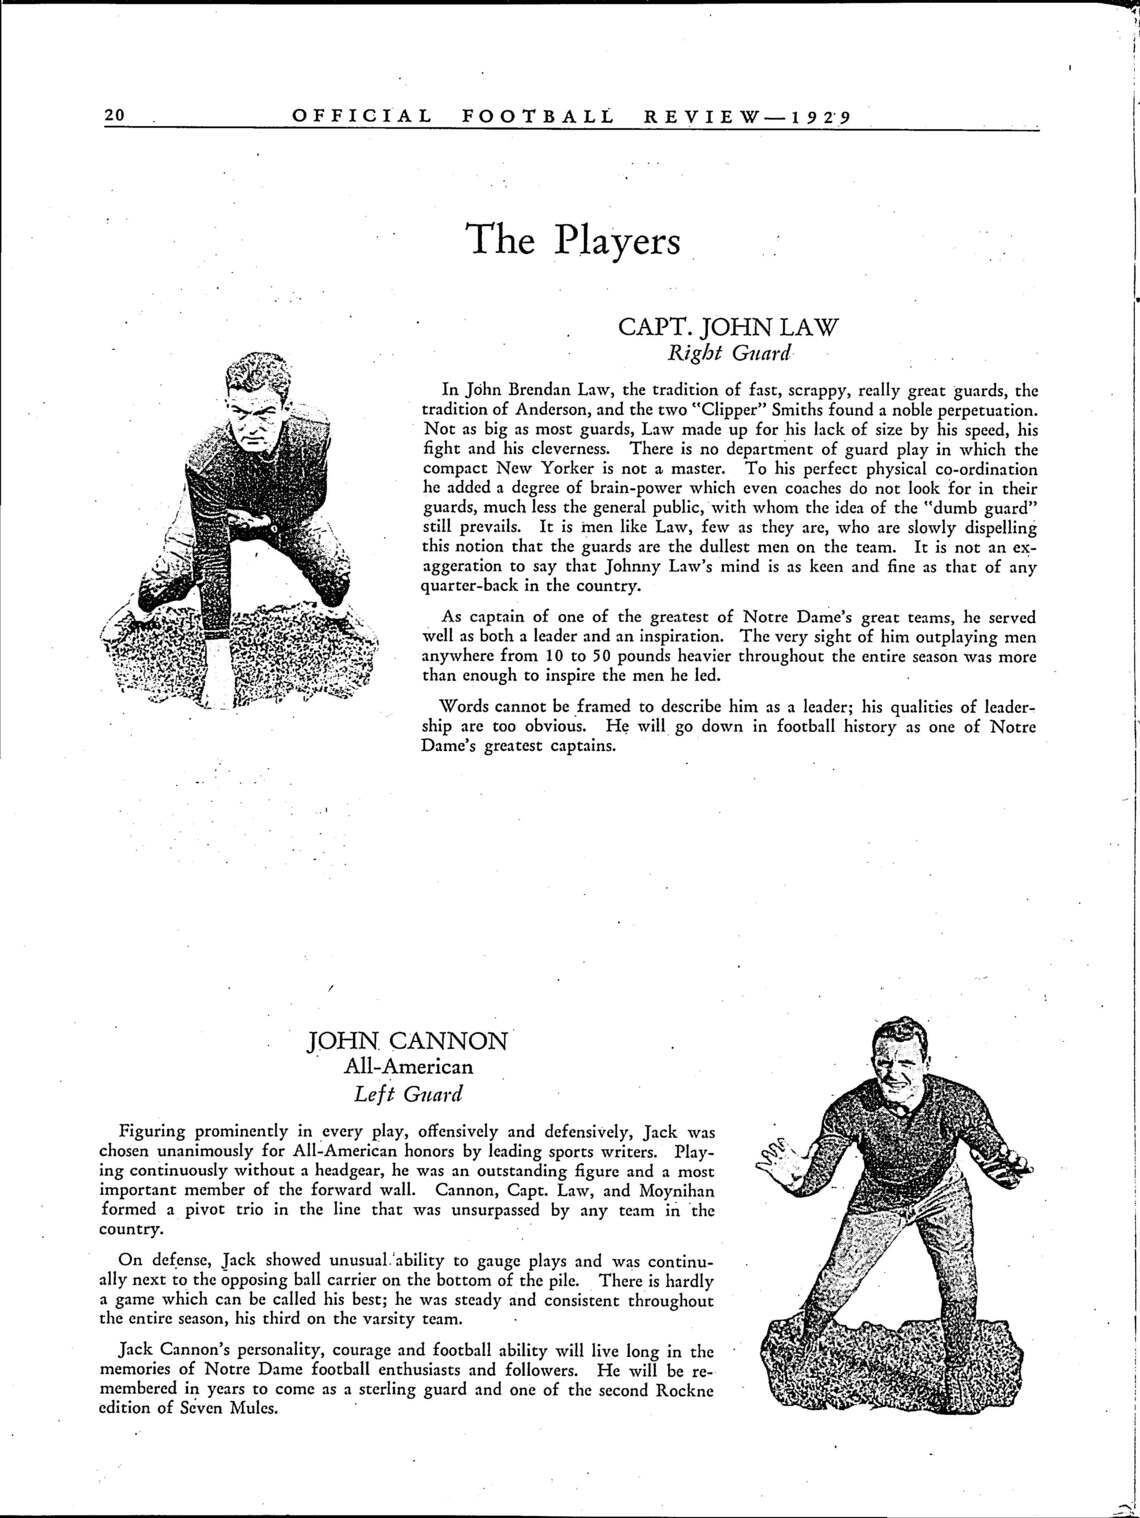 20
OFFICIAL FOOTBALL REVIEW—1929
The Players
CAPT. JOHN LAW
Right Guard
In John Brendan Law, the tradition of fast, scrappy, really great guards, the
tradition of Anderson, and the two "Clipper" Smiths found a noble perpetuation.
Not as big as most guards, Law made up for his lack of size by his speed, his
fight and his cleverness. There is no department of guard play in which the
compact New Yorker is not a master. To his perfect physical co-ordination
he added a degree of brain-power which even coaches do not look for in their
guards, much less the general public, with whom the idea of the "dumb guard"
still prevails. It is men like Law, few as they are, who are slowly dispelling
this notion that the guards are the dullest men on the team. It is not an ex-
aggeration to say that Johnny Law's mind is as keen and fine as that of any
quarter-back in the country.
As captain of one of the greatest of Notre Dame's great teams, he served
well as both a leader and an inspiration. The very sight of him outplaying men
anywhere from 10 to 50 pounds heavier throughout the entire season was more
than enough to inspire the men he led.
Words cannot be framed to describe him as a leader; his qualities of leader-
ship are too obvious. He will go down in football history as one of Notre
Dame's greatest captains.
JOHN CANNON
All-American
Left Guard
Figuring prominently in every play, offensively and defensively, Jack was
chosen unanimously for All-American honors by leading sports writers. Play-
ing continuously without a headgear, he was an outstanding figure and a most
important member of the forward wall. Cannon, Capt. Law, and Moynihan
formed a pivot trio in the line that was unsurpassed by any team in the
country.
On defense, Jack showed unusual ability to gauge plays and was continu-
ally next to the opposing ball carrier on the bottom of the pile. There is hardly
a game which can be called his best; he was steady and consistent throughout
the entire season, his third on the varsity team.
Jack Cannon's personality, courage and football ability will live long in the
memories of Notre Dame football enthusiasts and followers. He will be re-
membered in years to come as a sterling guard and one of the second Rockne
edition of Seven Mules.